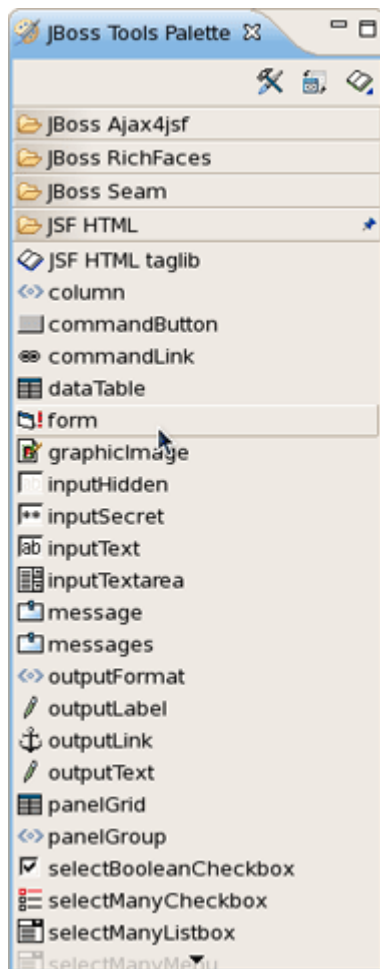 JBoss Tools Palette
JBoss Ajax4jsf
JBoss RichFaces
JBoss Seam
JSF HTML
JSF HTML taglib
column
commandButton
commandLink
dataTable
form
graphicImage
inputHidden
inputSecret
inputText
inputTextarea
message
messages
outputFormat
outputLabel
outputLink
outputText
panelGrid
panelGroup
selectBooleanCheckbox
selectManyCheckbox
selectManyListbox
selectManyMenu